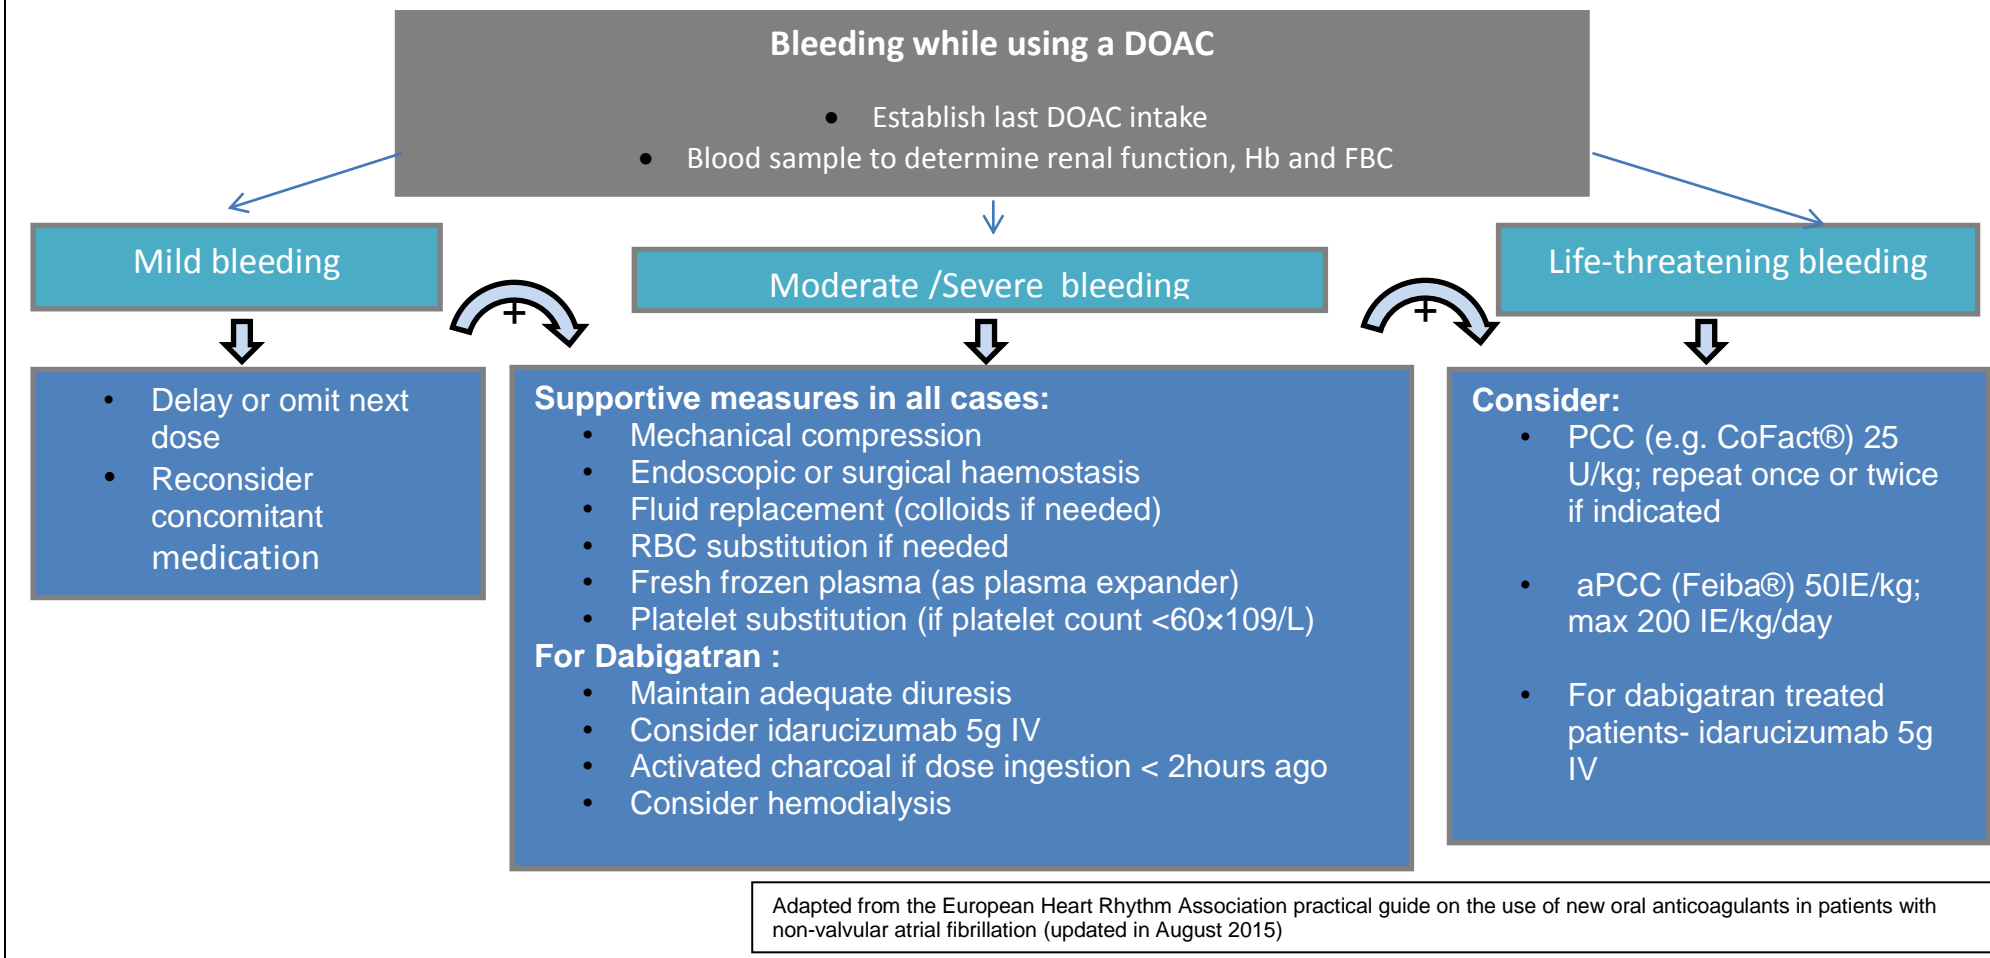 Bleeding while using a DOAC
• Establish last DOAC intake
• Blood sample to determine renal function, Hb and FBC
Mild bleeding
Moderate /Severe  bleeding
Life-threatening bleeding
+
+
• Delay or omit next
dose
• Reconsider
concomitant
medication
Supportive measures in all cases:
• Mechanical compression
• Endoscopic or surgical haemostasis
• Fluid replacement (colloids if needed)
• RBC substitution if needed
• Fresh frozen plasma (as plasma expander)
• Platelet substitution (if platelet count <60×109/L)
For Dabigatran :
• Maintain adequate diuresis
• Consider idarucizumab 5g IV
• Activated charcoal if dose ingestion < 2hours ago
• Consider hemodialysis
Consider:
• PCC (e.g. CoFact®) 25
U/kg; repeat once or twice
if indicated
• aPCC (Feiba®) 50IE/kg;
max 200 IE/kg/day
• For dabigatran treated
patients- idarucizumab 5g
IV
Adapted from the European Heart Rhythm Association practical guide on the use of new oral anticoagulants in patients with
non-valvular atrial fibrillation (updated in August 2015)